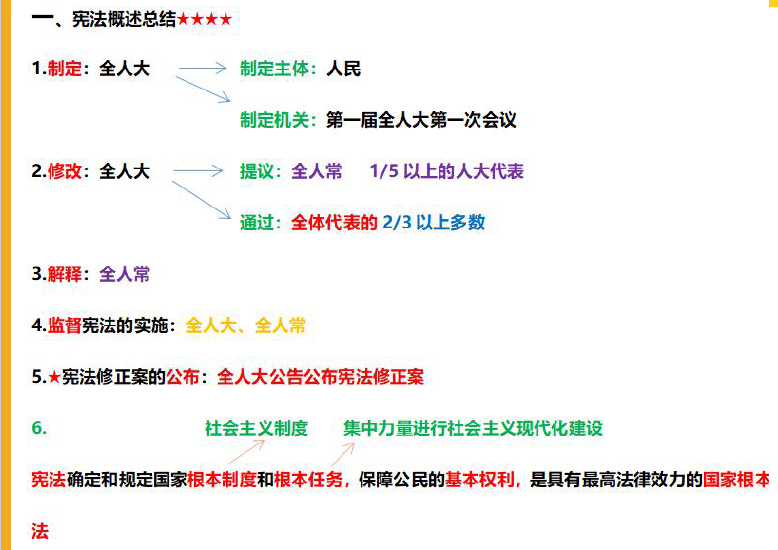 一、宪法概述总结★★★★
1.制定：全人大 制定主体：人民
制定机关：第一届全人大第一次会议
2.修改：全人大 提议：全人常 1/5 以上的人大代表
通过：全体代表的 2/3 以上多数
3.解释：全人常
4.监督宪法的实施：全人大、全人常
5.★宪法修正案的公布：全人大公告公布宪法修正案
6. 社会主义制度 集中力量进行社会主义现代化建设
宪法确定和规定国家根本制度和根本任务，保障公民的基本权利，是具有最高法律效力的国家根本
法